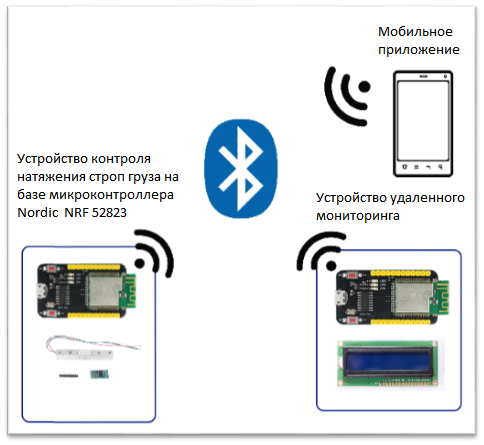 Мобильное
приложение
Устройство контроля
натяжения строп груза на
базе микроконтроллера
Nordic NRF 52823
Устройство удаленного
мониторинга